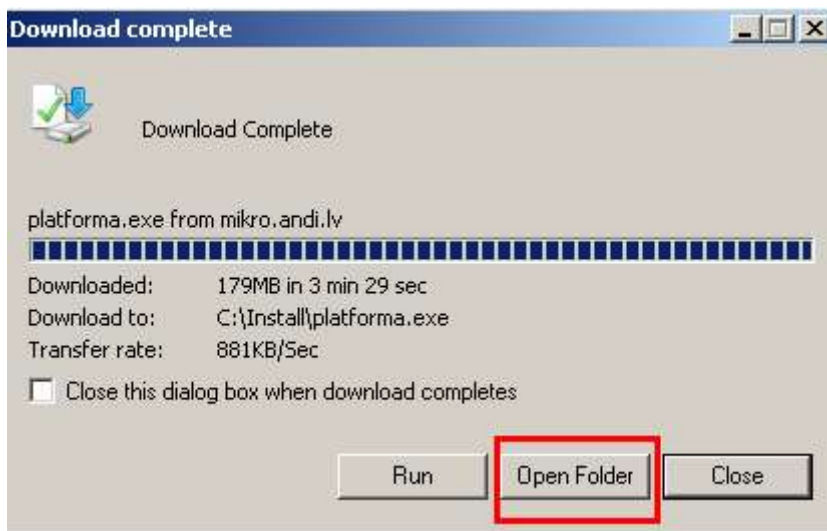 Download complete
Download Complete
platforma.exe from mikro.andi.lv
Downloaded: 179MB in 3 min 29 sec
Download to: C:\Install\platforma.exe
Transfer rate: 881KB/Sec
Close this dialog box when download completes
Run Open Folder Close